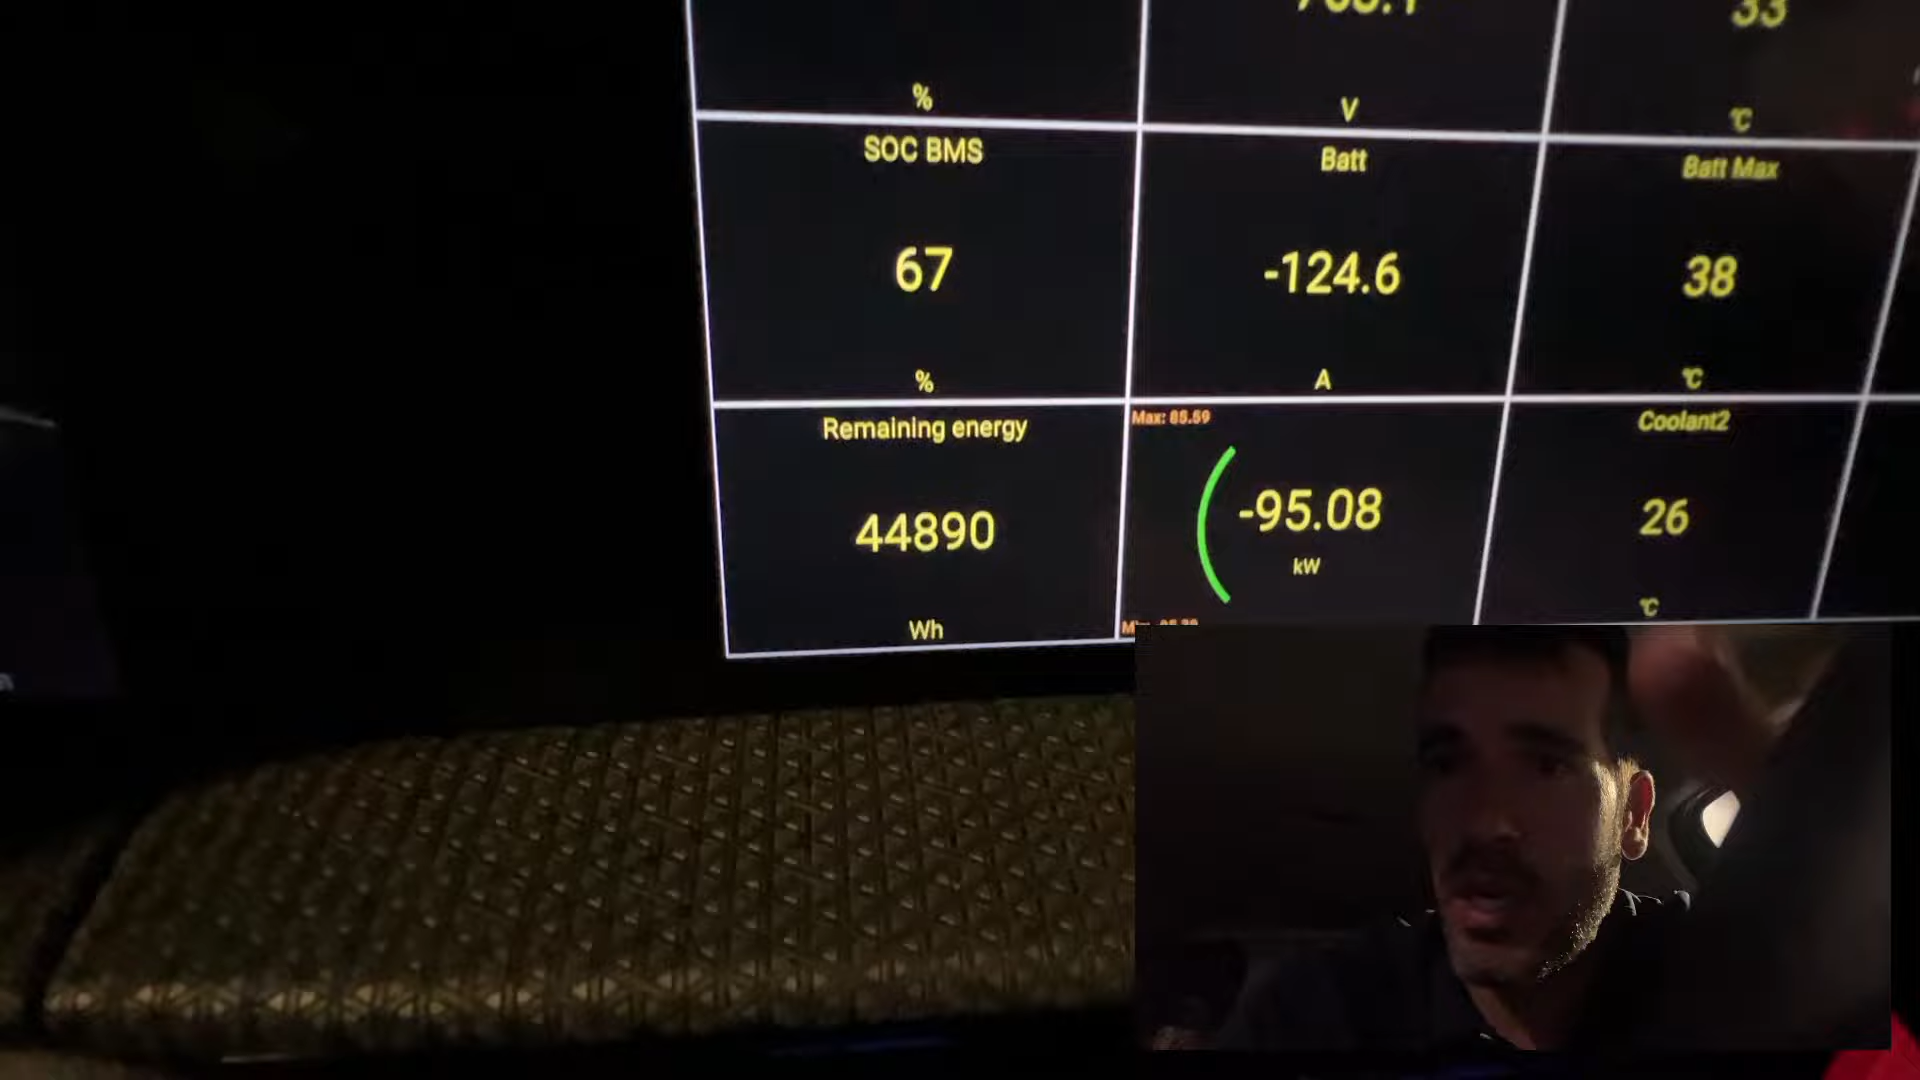 33
%
V
°C
SOC BMS
Batt
Batt Max
67
-124.6
38
%
A
°C
Remaining energy
Max: 85.59
Coolant2
44890
-95.08
26
kW
Wh
°C